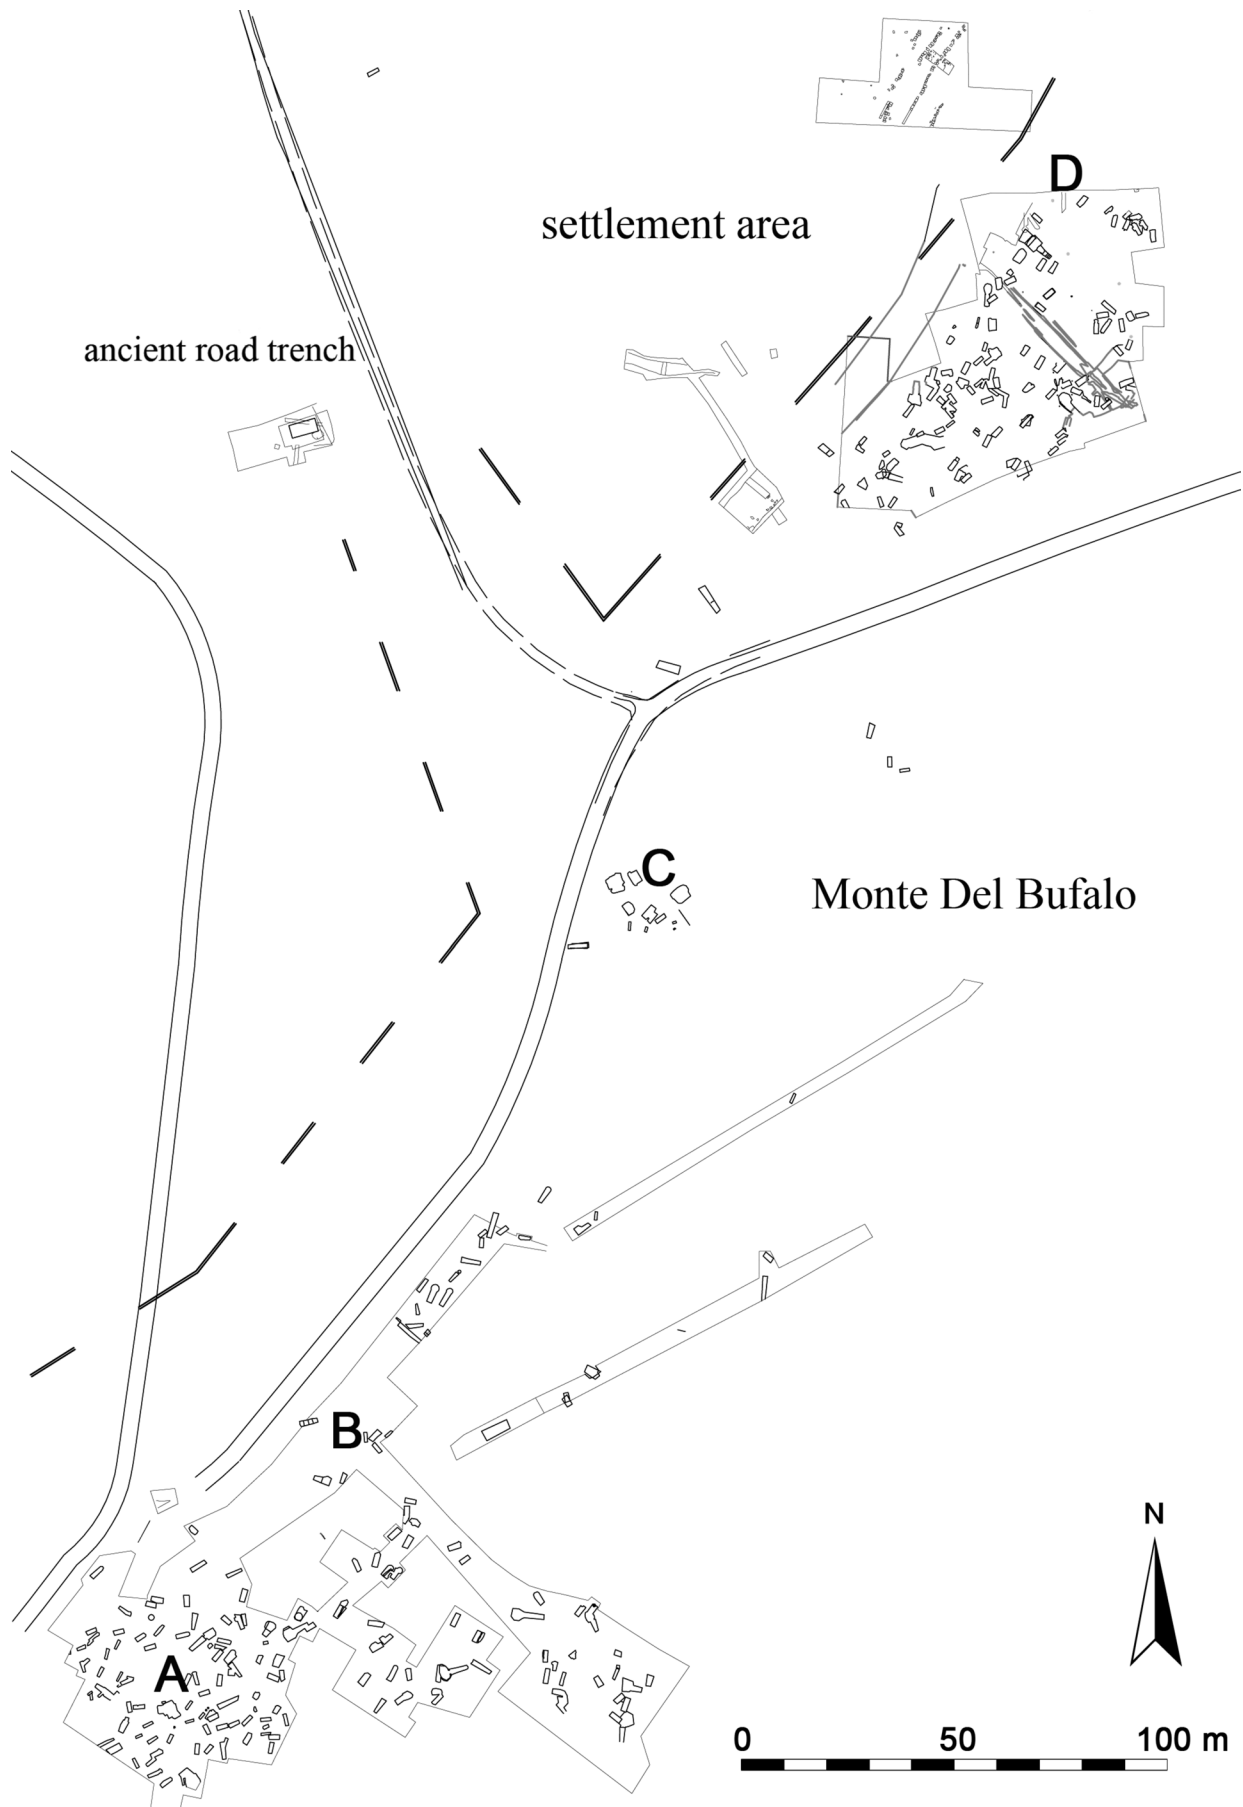 D
settlement area
ancient road trench
C
Monte Del Bufalo
B
N
A
0 50 100 m